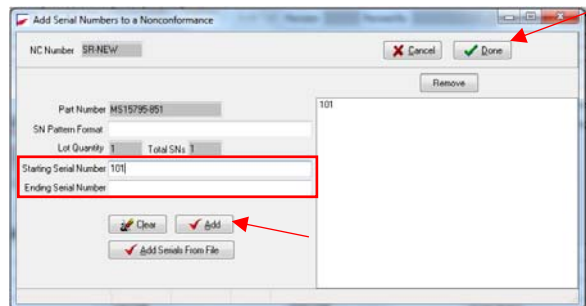 Add Serial Numbers to a Nonconformance
NC Number SR-NEW
Cancel Done
Remove
Part Number MS15795-851
101
SN Pattern Format
Lot Quantity 1 Total SNs 1
Starting Serial Number 101
Ending Serial Number
Clear Add
Add Serials From File